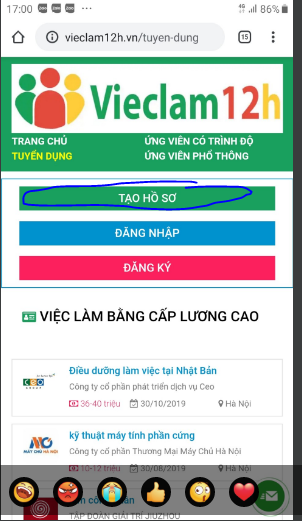 17:00
4G 86%
vieclam12h.vn/tuyen-dung
15
Vieclam12h
TRANG CHỦ ỨNG VIÊN CÓ TRÌNH ĐỘ
TUYỂN DỤNG ỨNG VIÊN PHỔ THÔNG
TẠO HỒ SƠ
ĐĂNG NHẬP
ĐĂNG KÝ
VIỆC LÀM BẰNG CẤP LƯƠNG CAO
CEO
Điều dưỡng làm việc tại Nhật Bản
Công ty cổ phần phát triển dịch vụ Ceo
36-40 triệu 30/10/2019 Hà Nội
MÁY CHỦ HÀ NỘI
kỹ thuật máy tính phần cứng
Công ty cổ phần Thương Mại Máy Chủ Hà Nội
10-12 triệu 30/08/2019 Hà Nội
TẬP ĐOÀN GIẢI TRÍ JIUZHOU